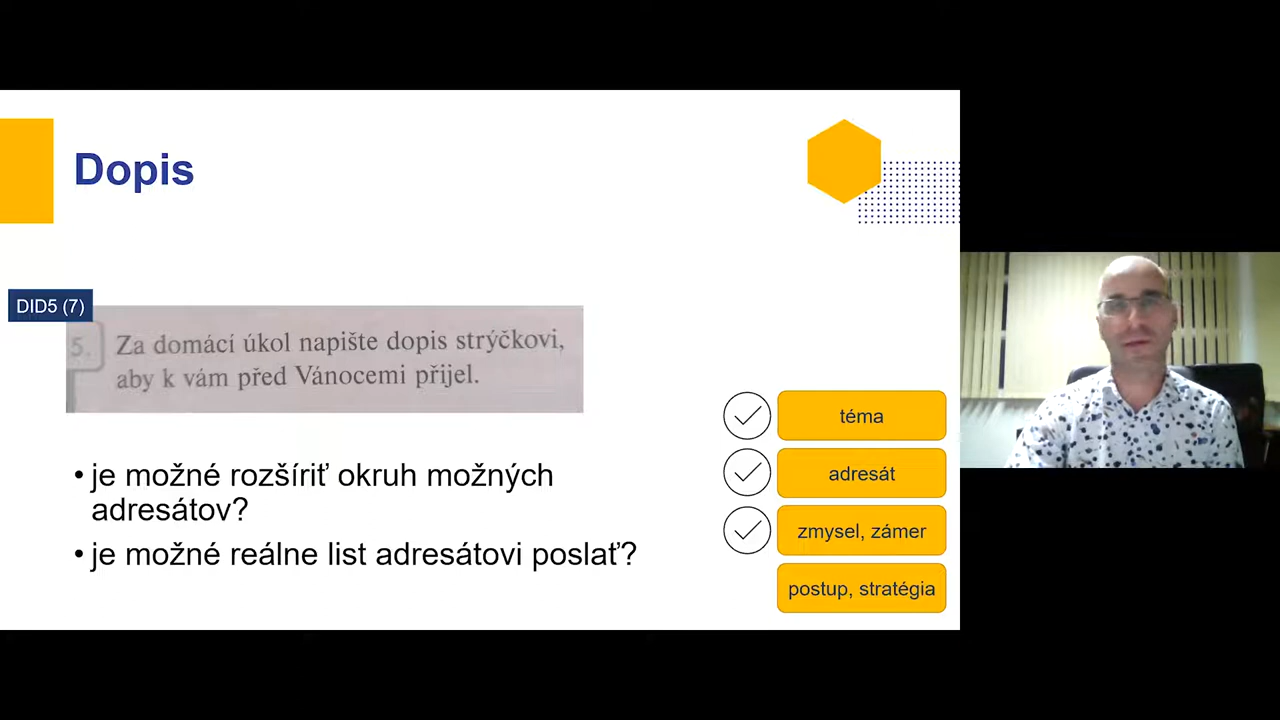 Dopis
DID5 (7)
5. Za domácí úkol napište dopis strýčkovi,
aby k vám před Vánocemi přijel.
• je možné rozšíriť okruh možných
adresátov?
• je možné reálne list adresátovi poslať?
téma
adresát
zmysel, zámer
postup, stratégia